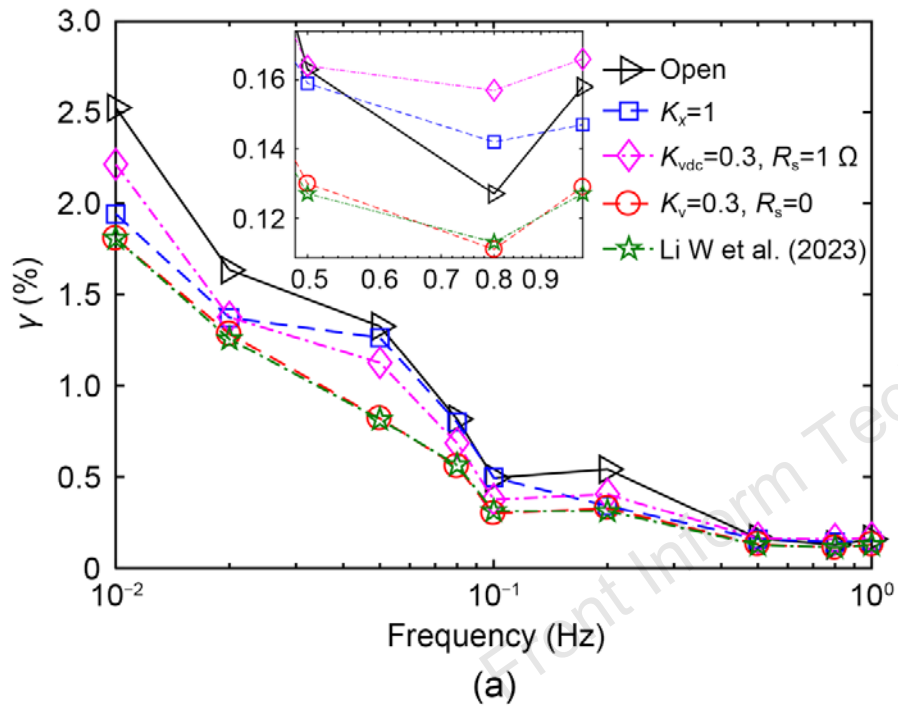 3.0
2.5
2.0
1.5
1.0
0.5
0
γ (%)
0.16
0.14
0.12
0.5 0.6 0.7 0.8 0.9
Open
Kx=1
Kvdc=0.3, Rs=1 Ω
Kv=0.3, Rs=0
Li W et al. (2023)
10⁻² 10⁻¹ 10⁰
Frequency (Hz)
(a)
Front Inform Tec